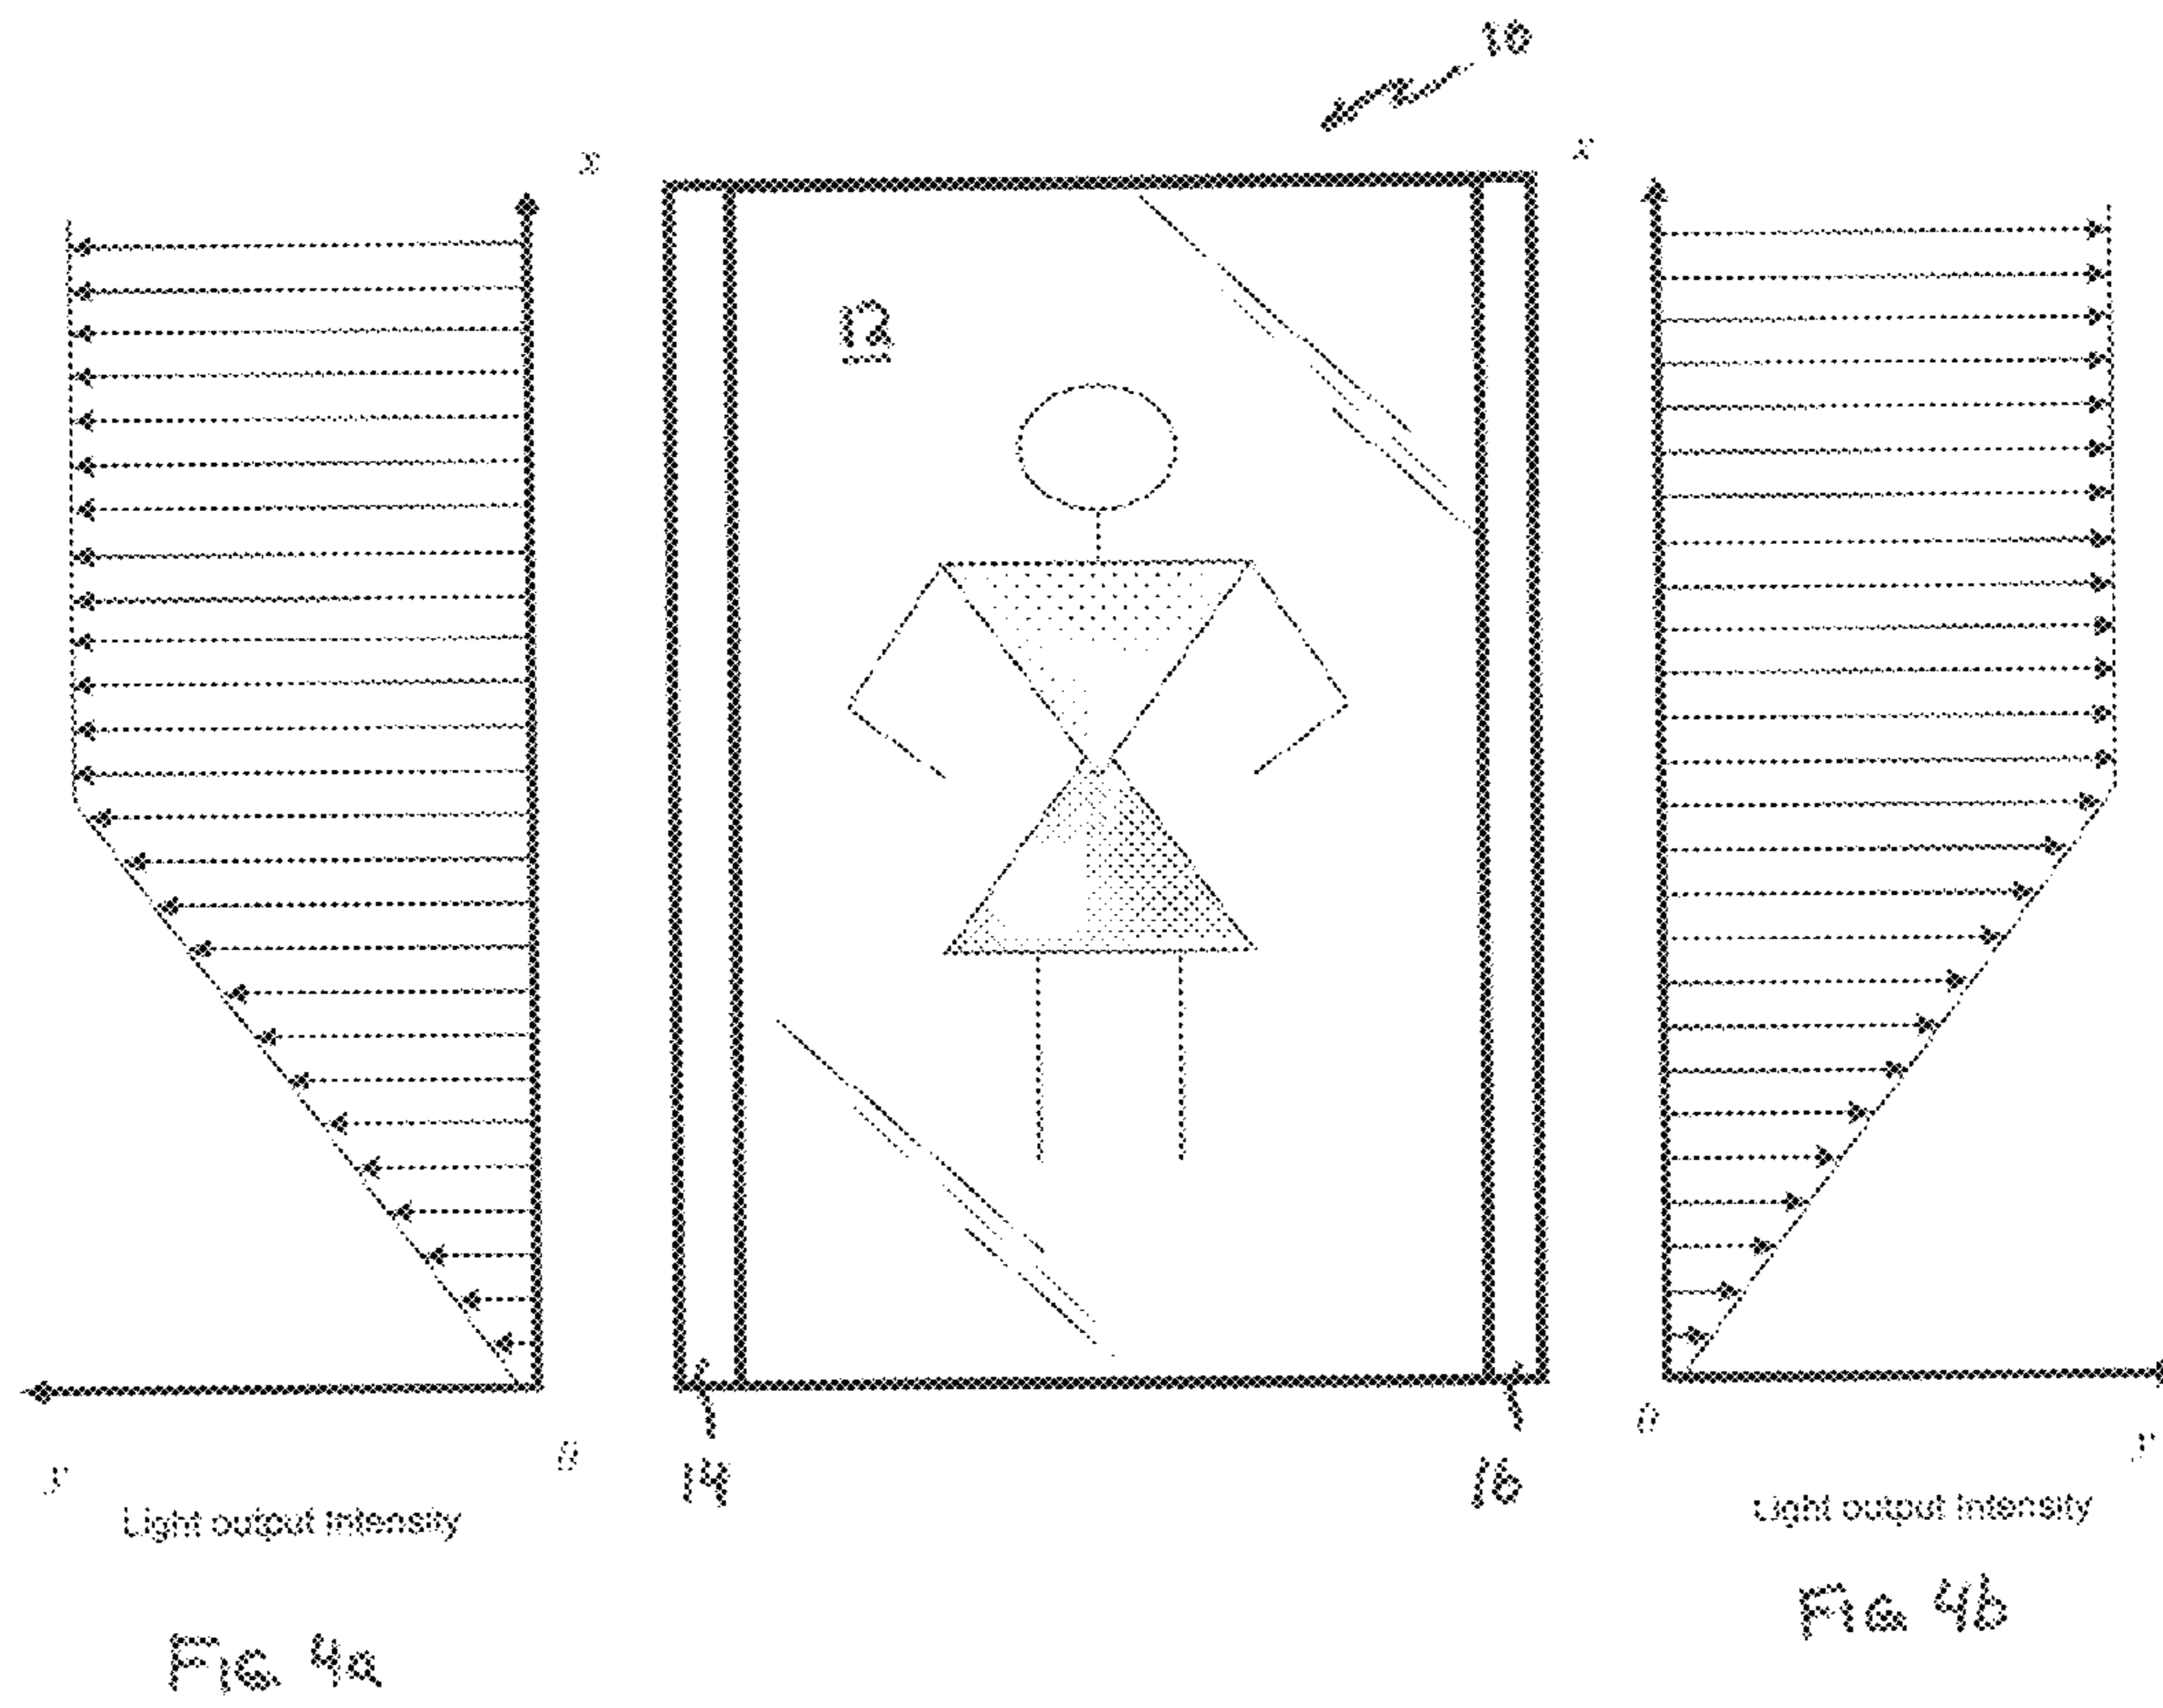 10
x
x
12
14
16
0
0
y
y
Light output intensity
Light output intensity
FIG 4a
FIG 4b